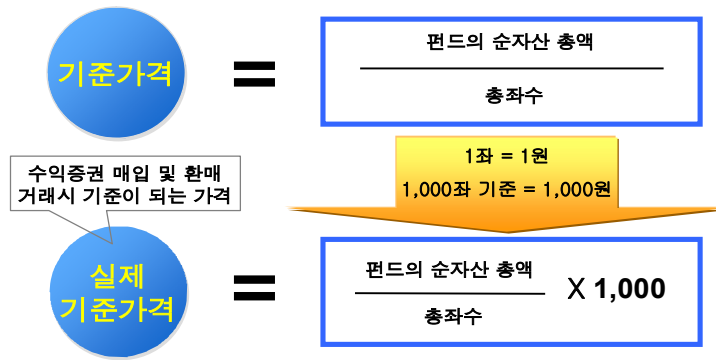 기준가격
=
펀드의 순자산 총액
총좌수
1좌 = 1원
1,000좌 기준 = 1,000원
수익증권 매입 및 환매
거래시 기준이 되는 가격
실제
기준가격
=
펀드의 순자산 총액
총좌수
X 1,000